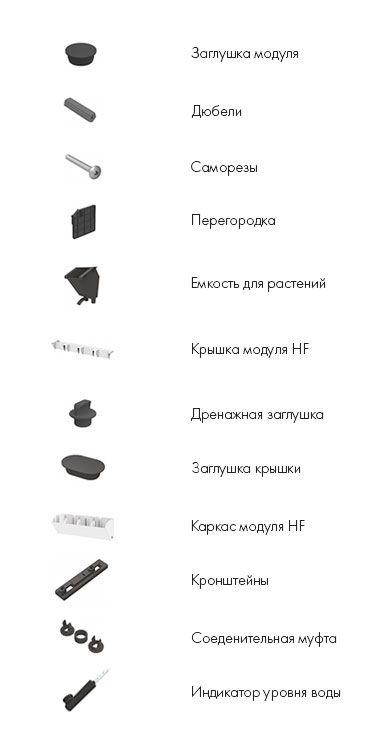 Заглушка модуля
Дюбели
Саморезы
Перегородка
Емкость для растений
Крышка модуля HF
Дренажная заглушка
Заглушка крышки
Каркас модуля HF
Кронштейны
Соеденительная муфта
Индикатор уровня воды